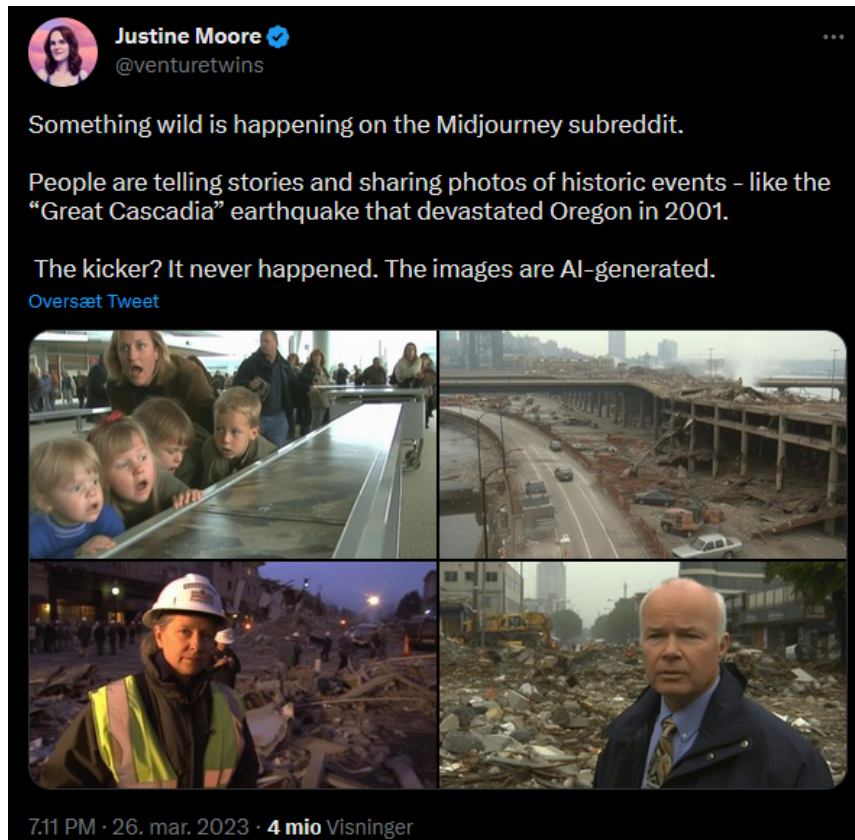 Justine Moore
@venturetwins
Something wild is happening on the Midjourney subreddit.
People are telling stories and sharing photos of historic events - like the
“Great Cascadia” earthquake that devastated Oregon in 2001.
The kicker? It never happened. The images are AI-generated.
Oversæt Tweet
7.11 PM · 26. mar. 2023 · 4 mio Visninger